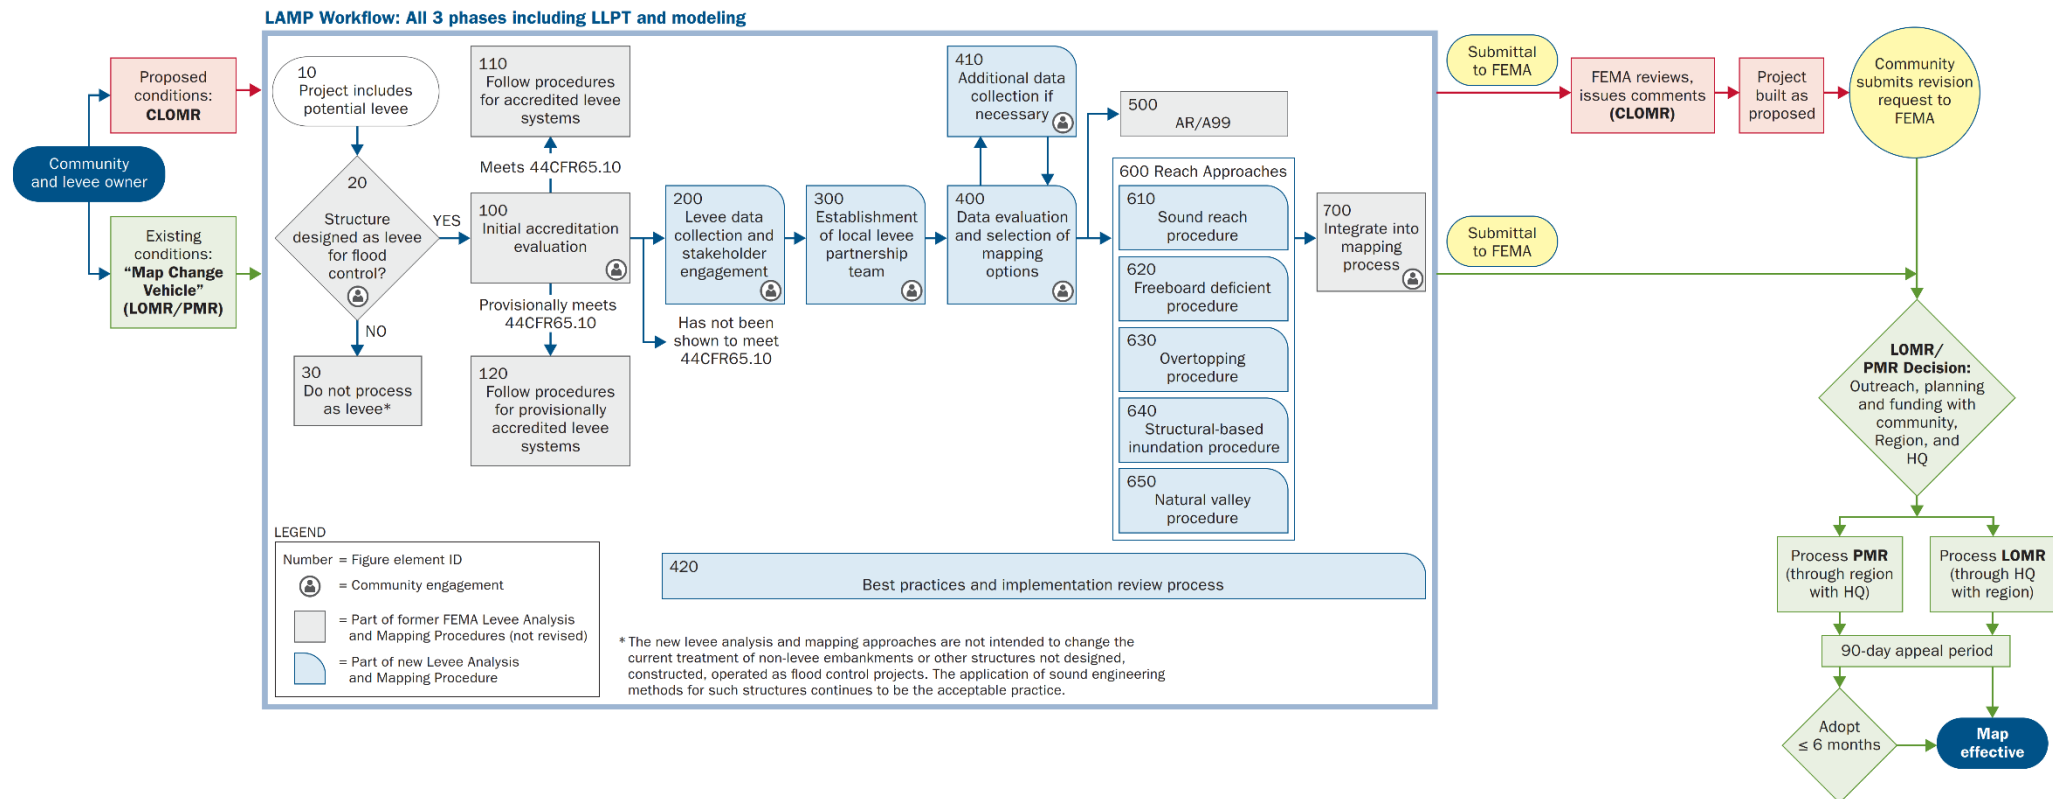 LAMP Workflow: All 3 phases including LLPT and modeling
Community
and levee owner
Proposed
conditions:
CLOMR
Existing
conditions:
“Map Change
Vehicle”
(LOMR/PMR)
10
Project includes
potential levee
20
Structure
designed as levee
for flood
control?
YES
NO
30
Do not process
as levee*
110
Follow procedures
for accredited levee
systems
Meets 44CFR65.10
100
Initial accreditation
evaluation
Provisionally meets
44CFR65.10
120
Follow procedures
for provisionally
accredited levee
systems
200
Levee data
collection and
stakeholder
engagement
Has not been
shown to meet
44CFR65.10
300
Establishment
of local levee
partnership
team
410
Additional data
collection if
necessary
400
Data evaluation
and selection of
mapping
options
500
AR/A99
600 Reach Approaches
610
Sound reach
procedure
620
Freeboard deficient
procedure
630
Overtopping
procedure
640
Structural-based
inundation procedure
650
Natural valley
procedure
700
Integrate into
mapping
process
420
Best practices and implementation review process
LEGEND
Number = Figure element ID
= Community engagement
= Part of former FEMA Levee Analysis
and Mapping Procedures (not revised)
= Part of new Levee Analysis
and Mapping Procedure
* The new levee analysis and mapping approaches are not intended to change the
current treatment of non-levee embankments or other structures not designed,
constructed, operated as flood control projects. The application of sound engineering
methods for such structures continues to be the acceptable practice.
Submittal
to FEMA
FEMA reviews,
issues comments
(CLOMR)
Project
built as
proposed
Community
submits revision
request to
FEMA
Submittal
to FEMA
LOMR/
PMR Decision:
Outreach, planning
and funding with
community,
Region, and
HQ
Process PMR
(through region
with HQ)
Process LOMR
(through HQ
with region)
90-day appeal period
Adopt
≤ 6 months
Map
effective